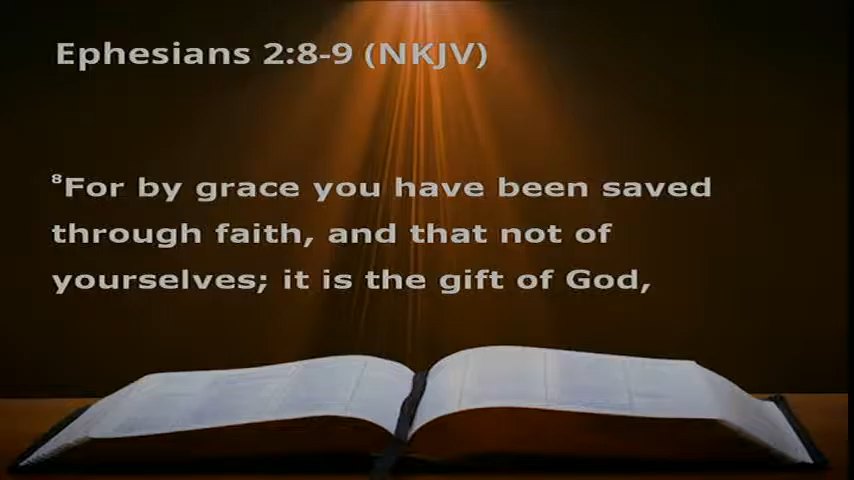 Ephesians 2:8-9 (NKJV)
⁸For by grace you have been saved
through faith, and that not of
yourselves; it is the gift of God,